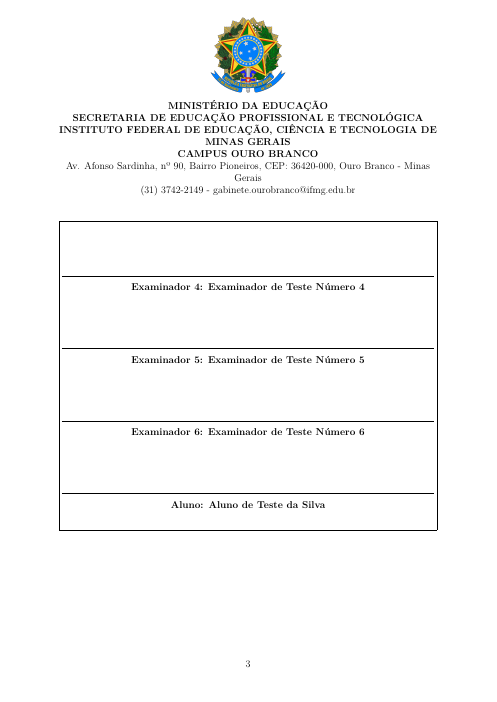 MINISTÉRIO DA EDUCAÇÃO
SECRETARIA DE EDUCAÇÃO PROFISSIONAL E TECNOLÓGICA
INSTITUTO FEDERAL DE EDUCAÇÃO, CIÊNCIA E TECNOLOGIA DE
MINAS GERAIS
CAMPUS OURO BRANCO
Av. Afonso Sardinha, nº 90, Bairro Pioneiros, CEP: 36420-000, Ouro Branco - Minas
Gerais
(31) 3742-2149 - gabinete.ourobranco@ifmg.edu.br
Examinador 4: Examinador de Teste Número 4
Examinador 5: Examinador de Teste Número 5
Examinador 6: Examinador de Teste Número 6
Aluno: Aluno de Teste da Silva
3